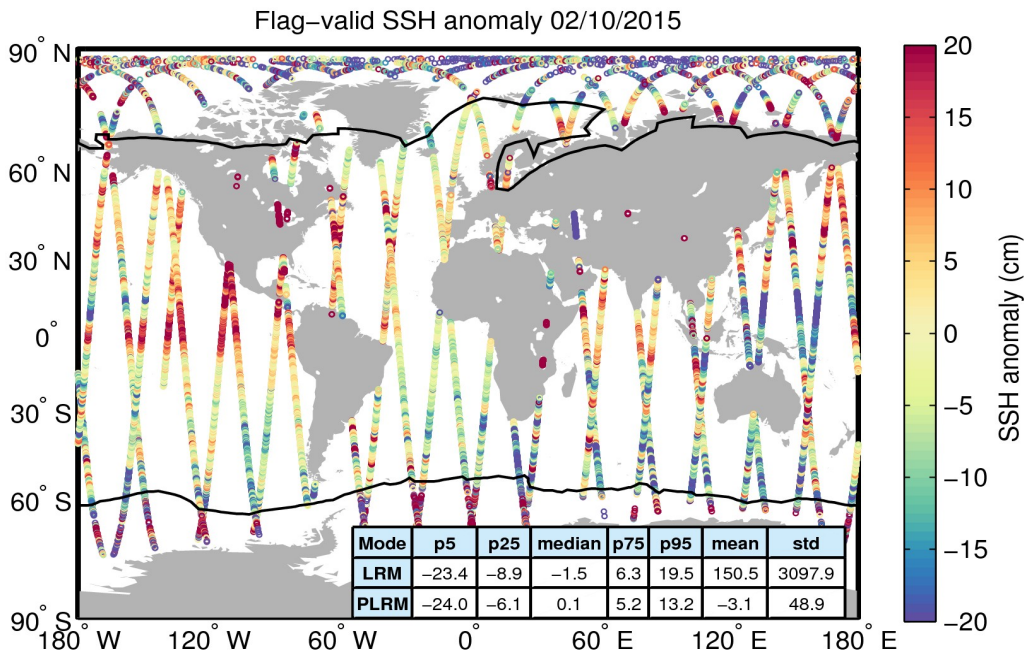 Flag−valid SSH anomaly 02/10/2015
90° N
60° N
30° N
0°
30° S
60° S
90° S
180° W
120° W
60° W
0°
60° E
120° E
180° E
20
15
10
5
0
−5
−10
−15
−20
SSH anomaly (cm)
Mode p5 p25 median p75 p95 mean std
LRM −23.4 −8.9 −1.5 6.3 19.5 150.5 3097.9
PLRM −24.0 −6.1 0.1 5.2 13.2 −3.1 48.9